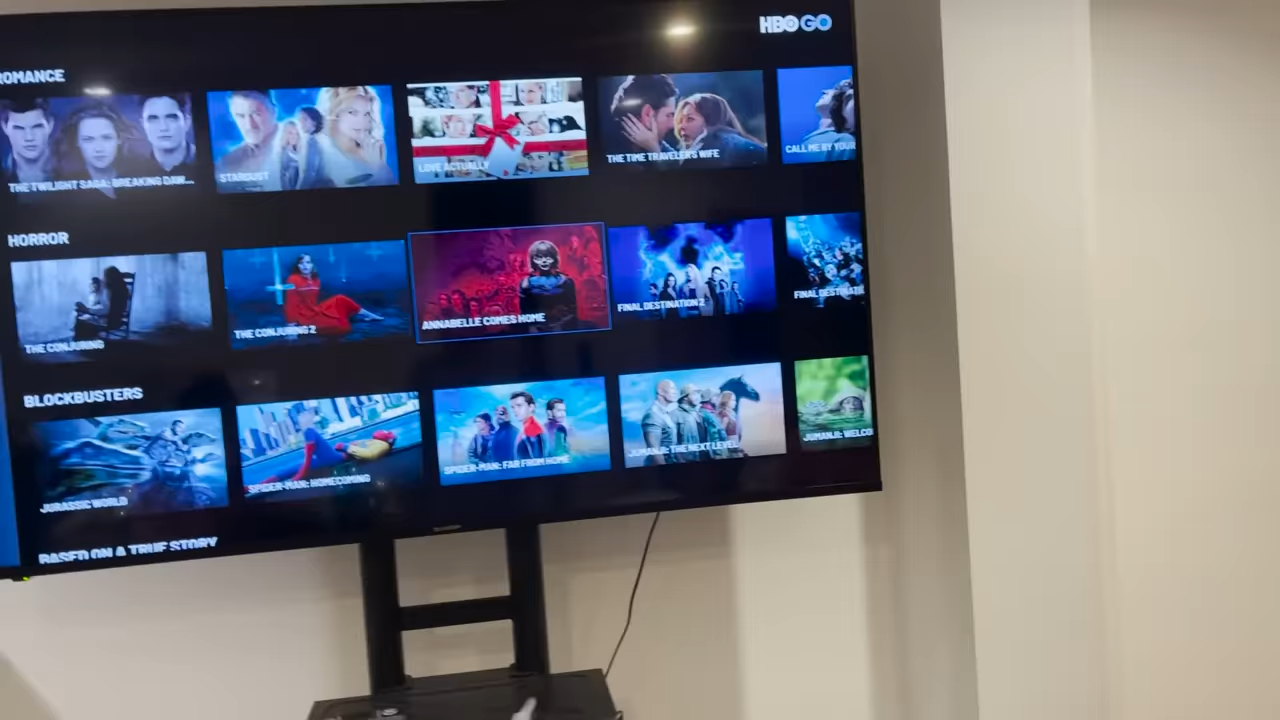 HBO GO
ROMANCE
THE TWILIGHT SAGA: BREAKING DAW...
STARDUST
LOVE ACTUALLY
THE TIME TRAVELER'S WIFE
CALL ME BY YOUR
HORROR
THE CONJURING
THE CONJURING 2
ANNABELLE COMES HOME
FINAL DESTINATION 2
FINAL DESTINATI
BLOCKBUSTERS
JURASSIC WORLD
SPIDER-MAN: HOMECOMING
SPIDER-MAN: FAR FROM HOME
JUMANJI: THE NEXT LEVEL
JUMANJI: WELCO
BASED ON A TRUE STORY